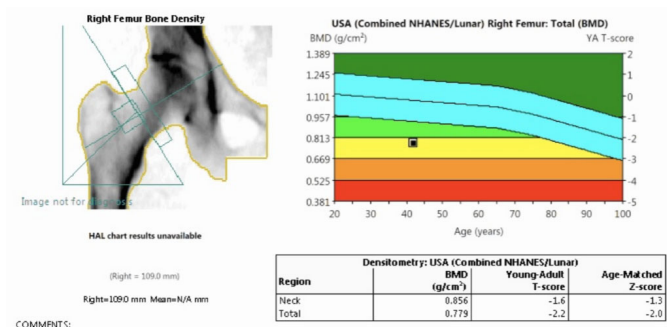 Right Femur Bone Density
Image not for diagnosis
HAL chart results unavailable
(Right = 109.0 mm)
Right=109.0 mm Mean=N/A mm
COMMENTS:
USA (Combined NHANES/Lunar) Right Femur: Total (BMD)
BMD (g/cm²) YA T-score
1.389 2
1.245 1
1.101 0
0.957 -1
0.813 -2
0.669 -3
0.525 -4
0.381 -5
20 30 40 50 60 70 80 90 100
Age (years)
Densitometry: USA (Combined NHANES/Lunar)
Region BMD (g/cm²) Young-Adult T-score Age-Matched Z-score
Neck 0.856 -1.6 -1.3
Total 0.779 -2.2 -2.0